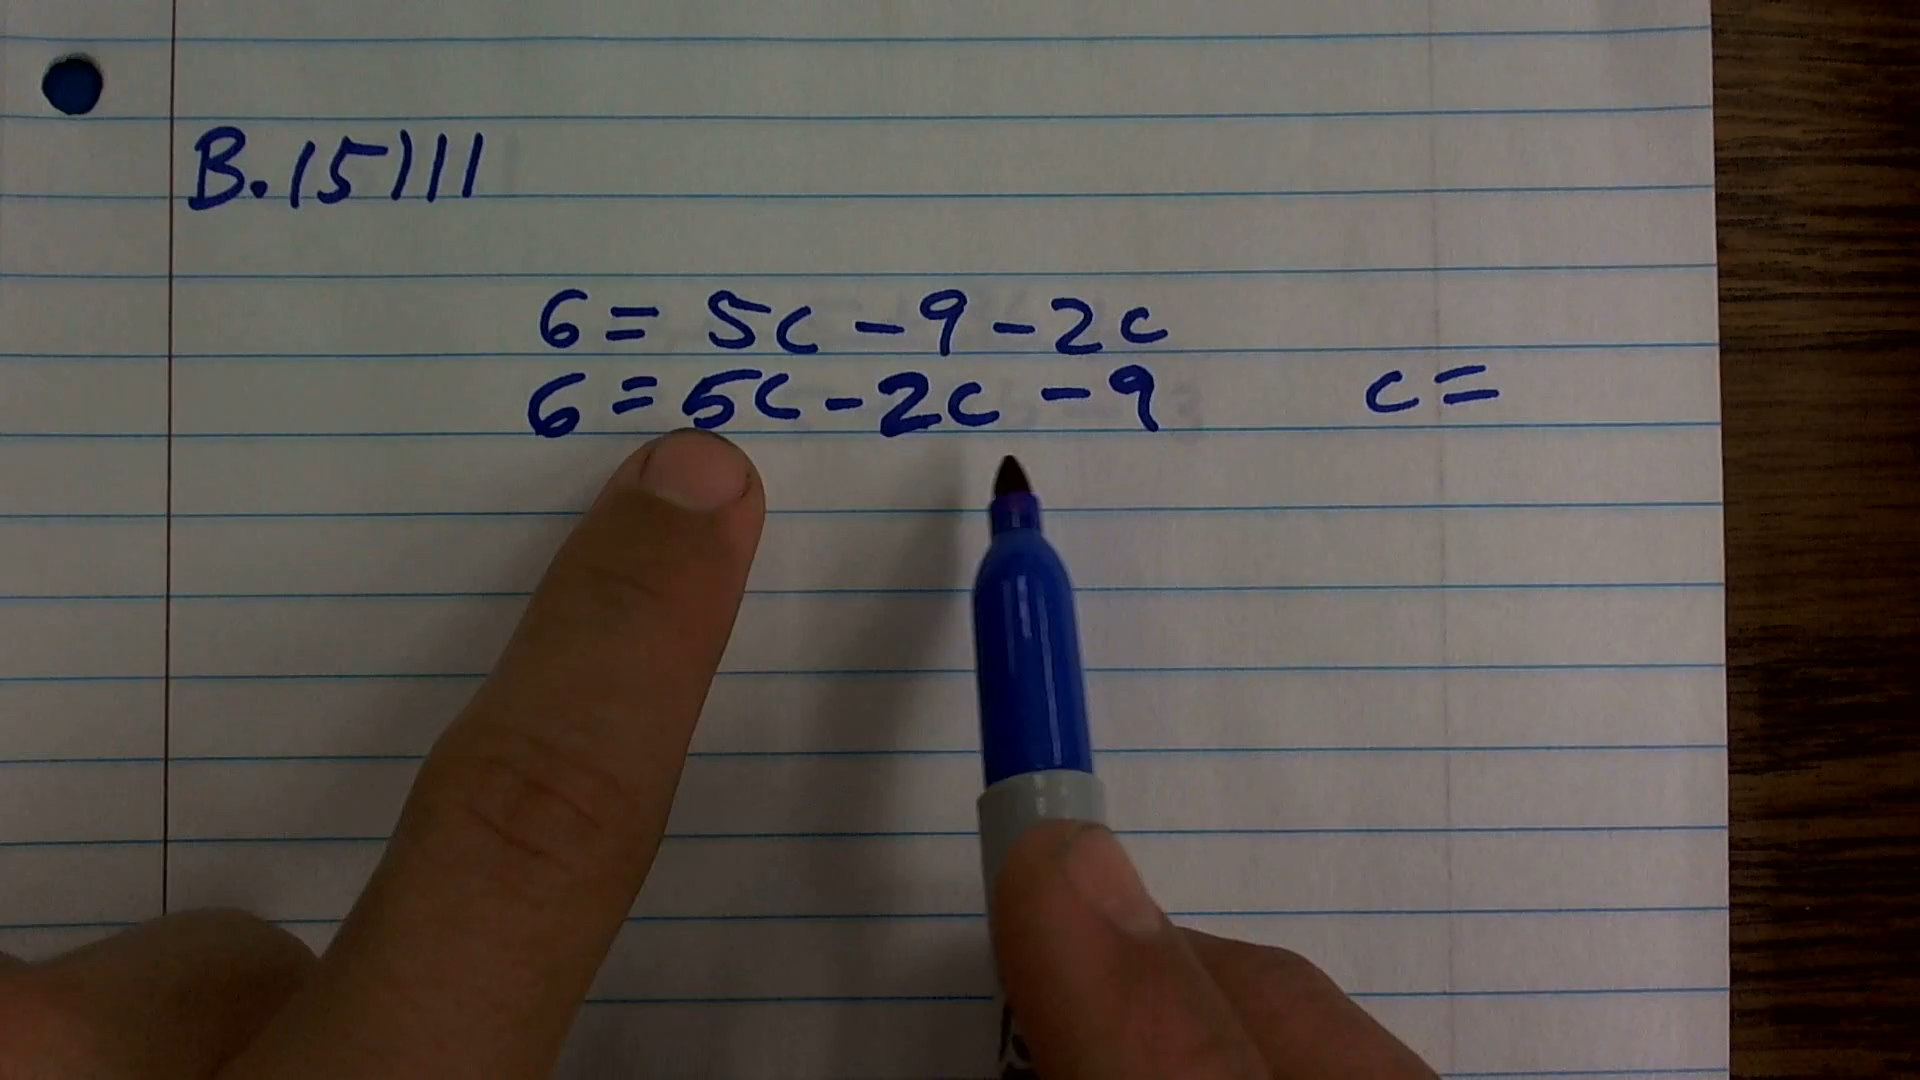 B.15)11
6 = 5c - 9 - 2c
6 = 5c - 2c - 9
c =